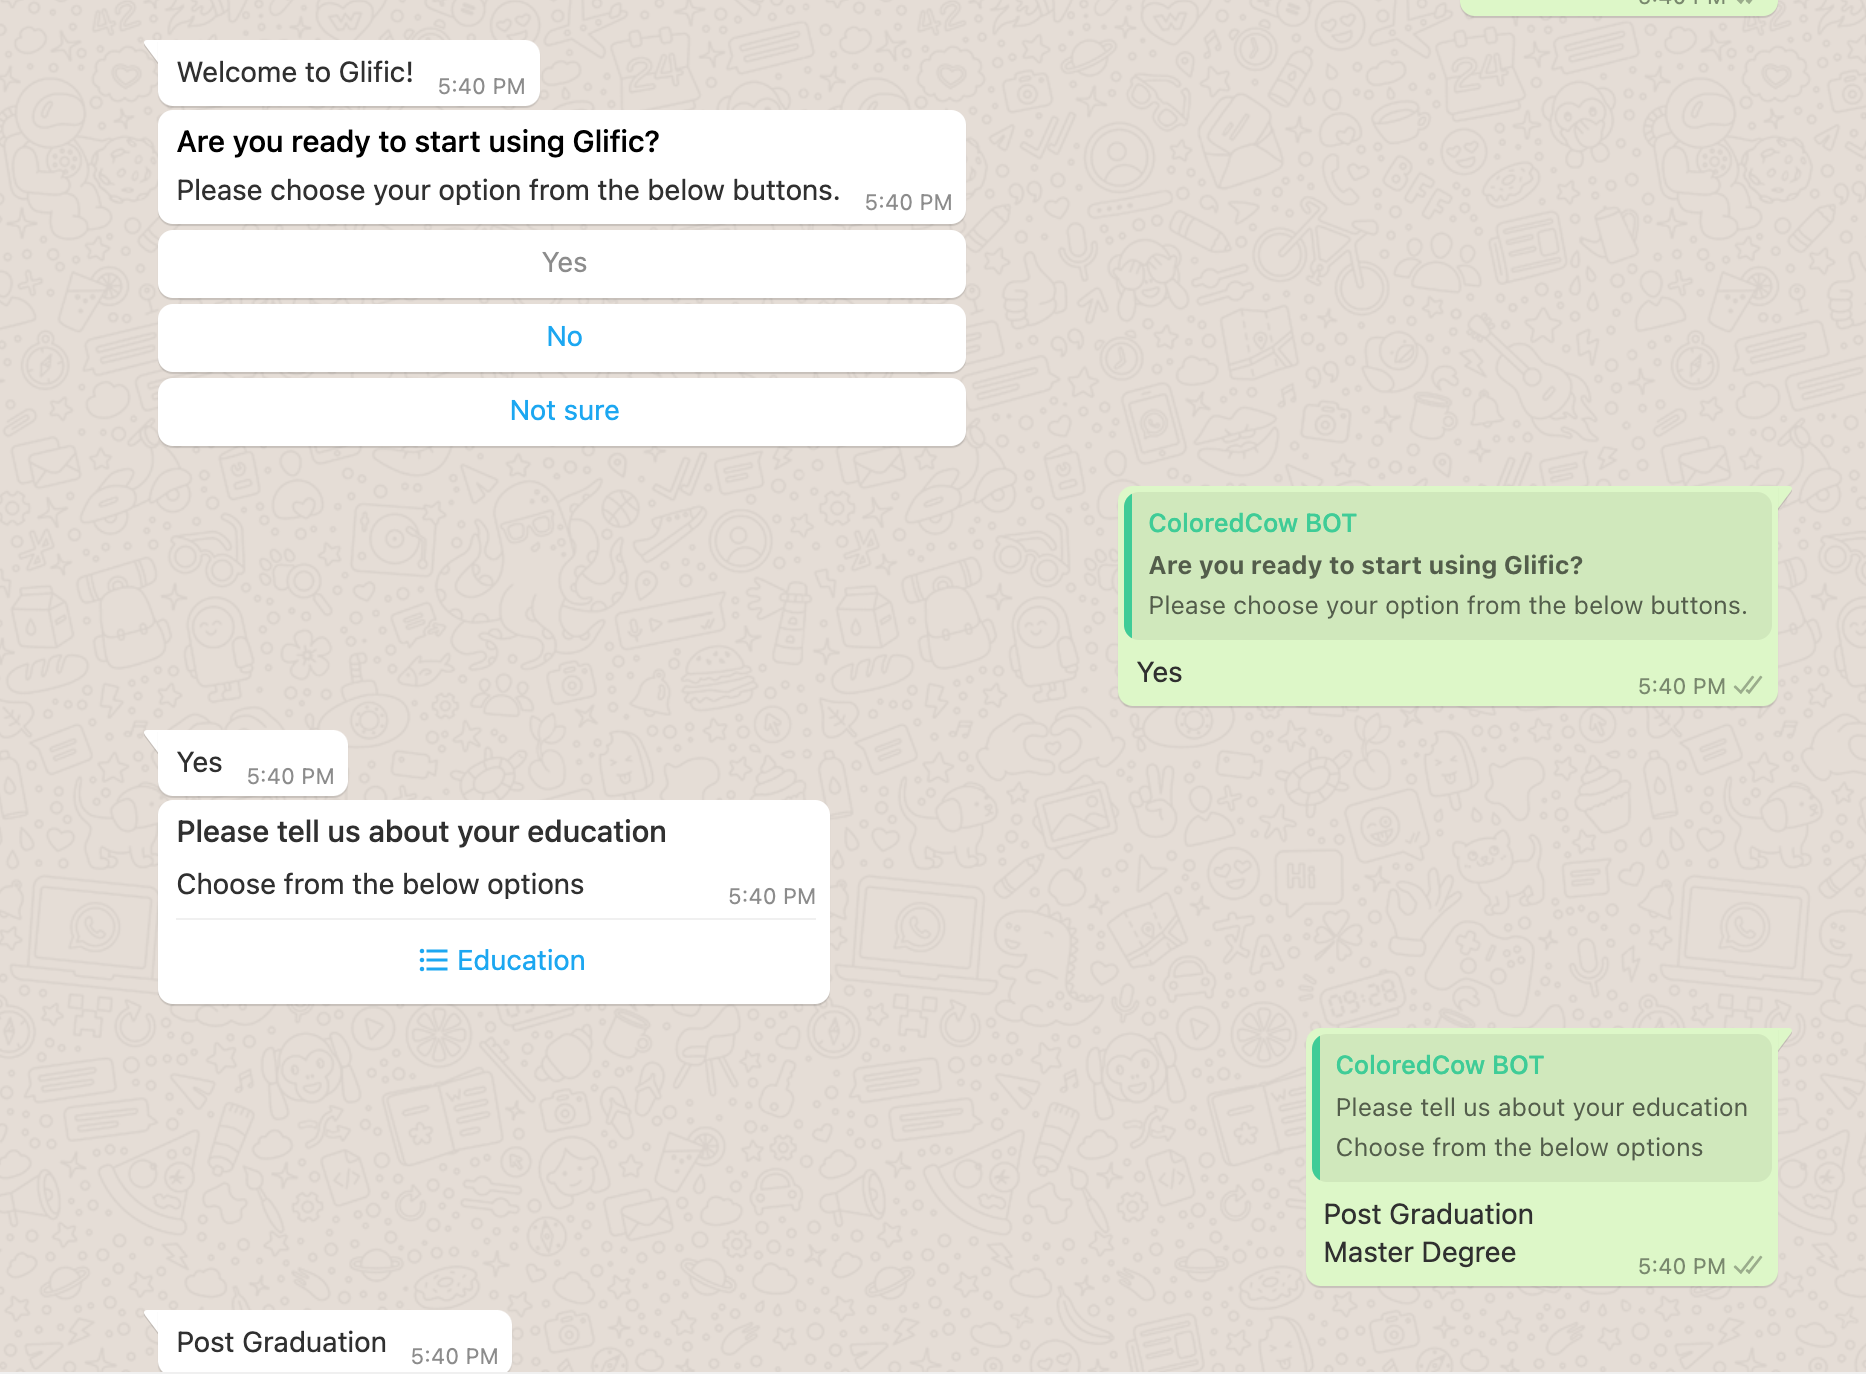 5:40 PM
Welcome to Glific!
5:40 PM
Are you ready to start using Glific?
Please choose your option from the below buttons.
5:40 PM
Yes
No
Not sure
ColoredCow BOT
Are you ready to start using Glific?
Please choose your option from the below buttons.
Yes
5:40 PM
Yes
5:40 PM
Please tell us about your education
Choose from the below options
5:40 PM
Education
ColoredCow BOT
Please tell us about your education
Choose from the below options
Post Graduation
Master Degree
5:40 PM
Post Graduation
5:40 PM